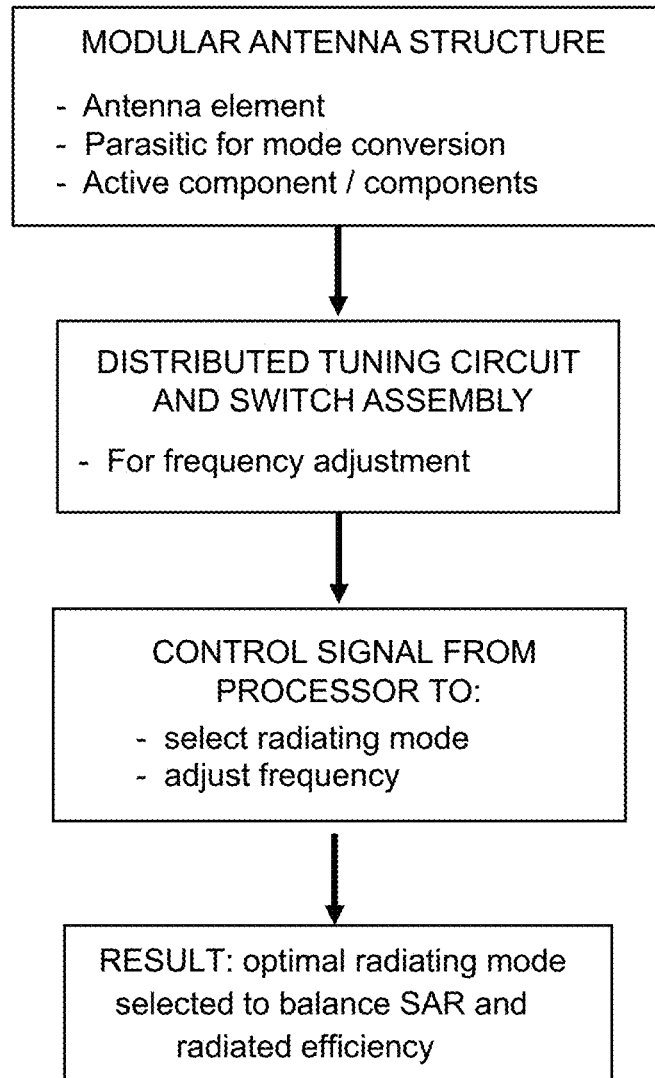 MODULAR ANTENNA STRUCTURE
- Antenna element
- Parasitic for mode conversion
- Active component / components
DISTRIBUTED TUNING CIRCUIT
AND SWITCH ASSEMBLY
- For frequency adjustment
CONTROL SIGNAL FROM
PROCESSOR TO:
- select radiating mode
- adjust frequency
RESULT: optimal radiating mode
selected to balance SAR and
radiated efficiency